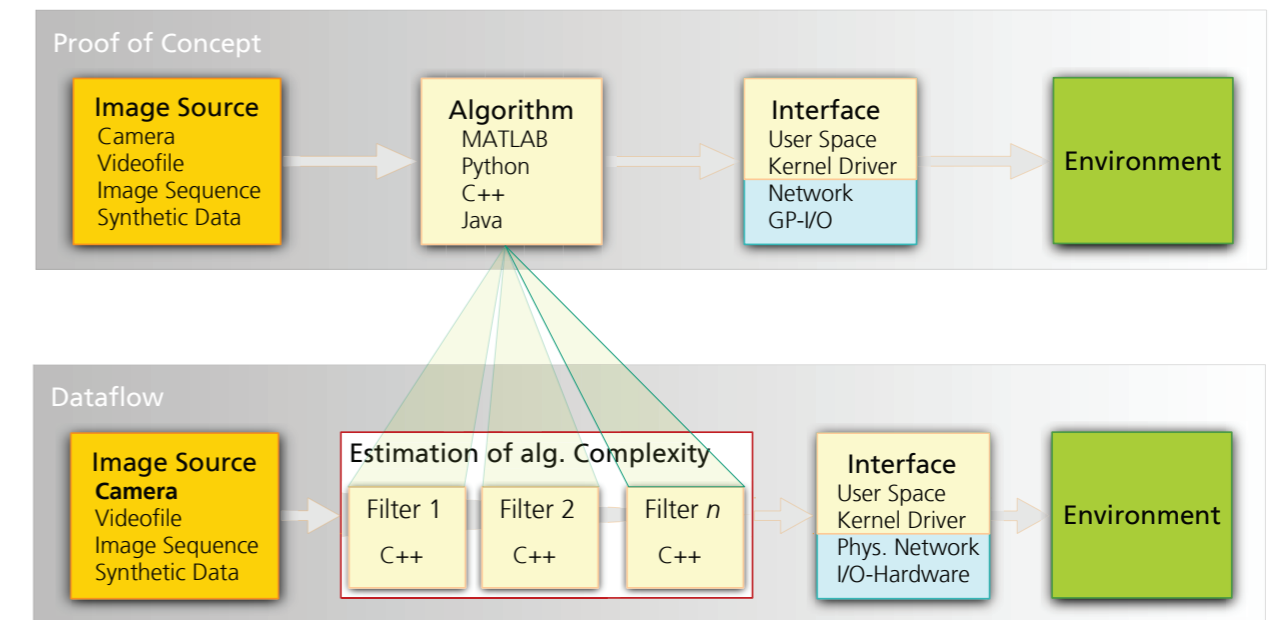 Proof of Concept
Image Source
Camera
Videofile
Image Sequence
Synthetic Data
Algorithm
MATLAB
Python
C++
Java
Interface
User Space
Kernel Driver
Network
GP-I/O
Environment
Dataflow
Image Source
Camera
Videofile
Image Sequence
Synthetic Data
Estimation of alg. Complexity
Filter 1
C++
Filter 2
C++
Filter n
C++
Interface
User Space
Kernel Driver
Phys. Network
I/O-Hardware
Environment